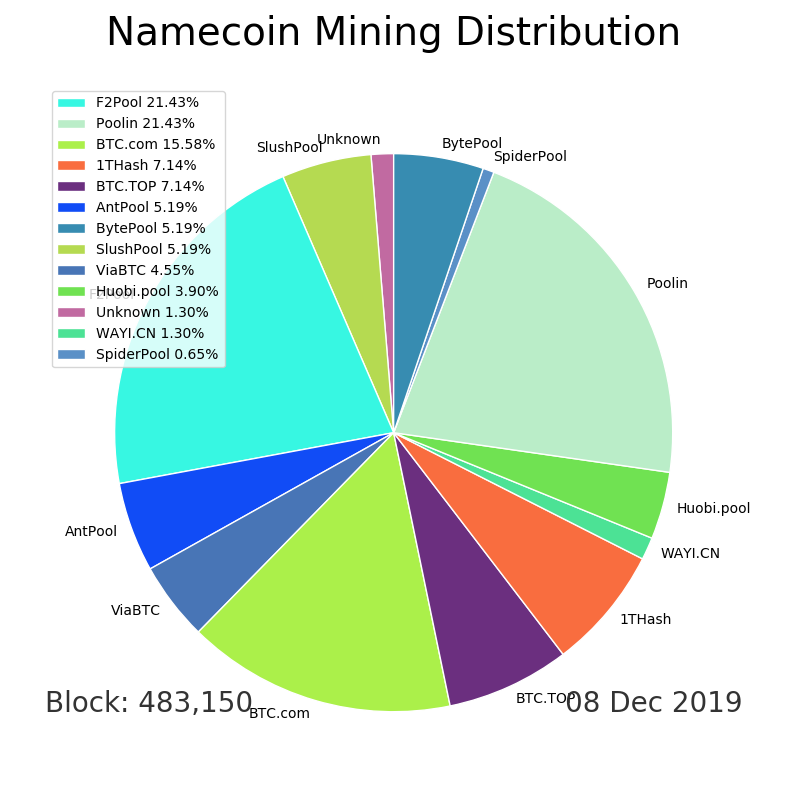 Namecoin Mining Distribution
F2Pool 21.43%
Poolin 21.43%
BTC.com 15.58%
1THash 7.14%
BTC.TOP 7.14%
AntPool 5.19%
BytePool 5.19%
SlushPool 5.19%
ViaBTC 4.55%
Huobi.pool 3.90%
Unknown 1.30%
WAYI.CN 1.30%
SpiderPool 0.65%
Unknown
SlushPool
BytePool
SpiderPool
Poolin
F2Pool
Huobi.pool
AntPool
WAYI.CN
ViaBTC
1THash
BTC.TOP
BTC.com
Block: 483,150
08 Dec 2019